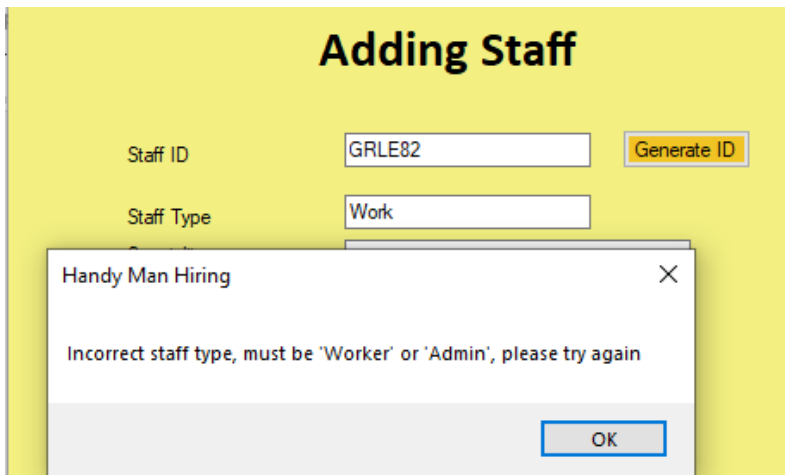 Adding Staff
Staff ID
GRLE82
Generate ID
Staff Type
Work
Handy Man Hiring
Incorrect staff type, must be 'Worker' or 'Admin', please try again
OK